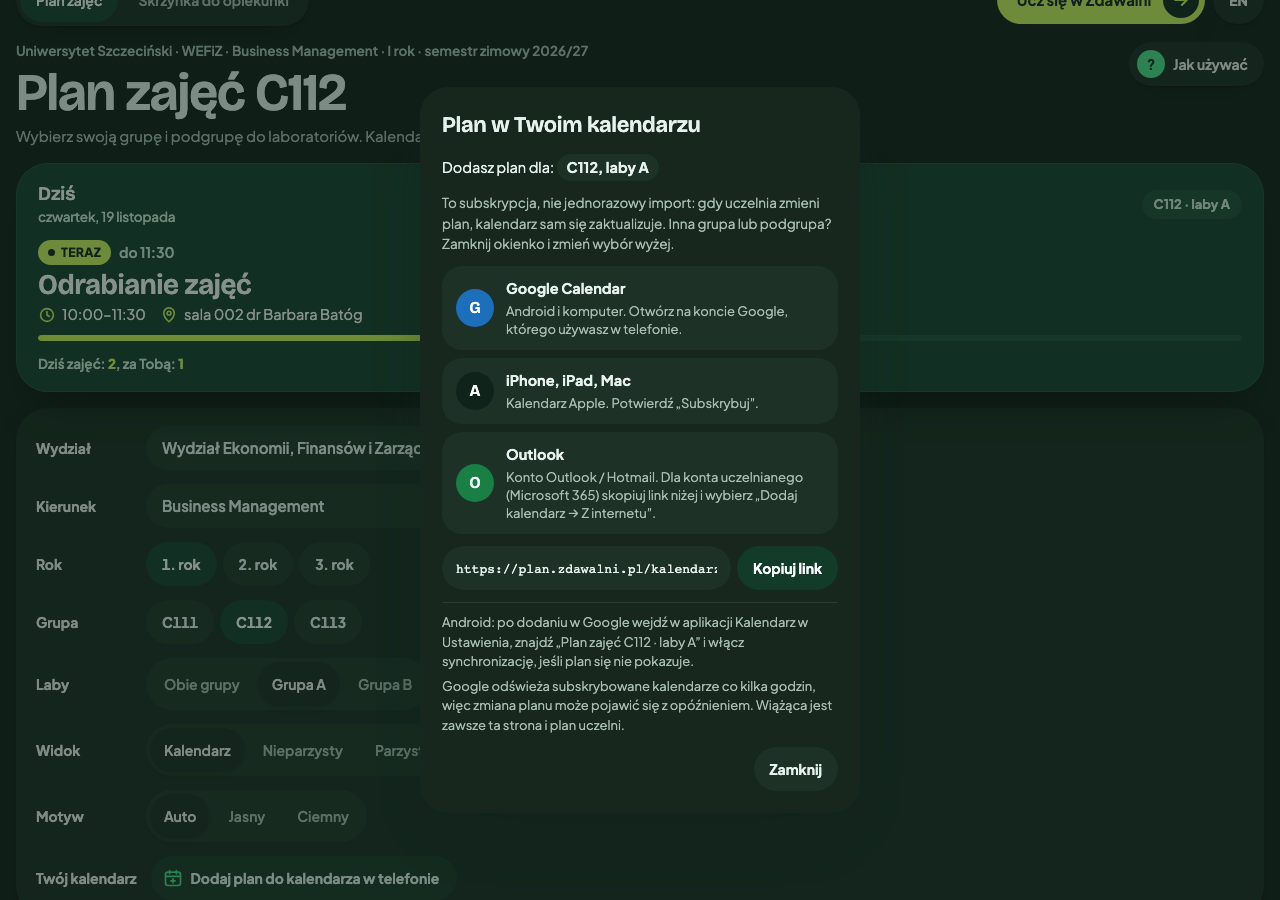 Plan zajęć
Skrzynka do opiekunki
Ucz się w Zdawalni →
EN
Uniwersytet Szczeciński · WEFiZ · Business Management · I rok · semestr zimowy 2026/27
? Jak używać
Plan zajęć C112
Wybierz swoją grupę i podgrupę do laboratoriów.
Dziś
czwartek, 19 listopada
C112 · laby A
TERAZ do 11:30
Odrabianie zajęć
10:00–11:30 sala 002 dr Barbara Batóg
Dziś zajęć: 2, za Tobą: 1
Wydział
Wydział Ekonomii, Finansów i
Kierunek
Business Management
Rok
1. rok 2. rok 3. rok
Grupa
C111 C112 C113
Laby
Obie grupy Grupa A Grupa B
Widok
Kalendarz Nieparzysty
Motyw
Auto Jasny Ciemny
Twój kalendarz
Dodaj plan do kalendarza w telefonie
Plan w Twoim kalendarzu
Dodasz plan dla: C112, laby A
To subskrypcja, nie jednorazowy import: gdy uczelnia zmieni
plan, kalendarz sam się zaktualizuje. Inna grupa lub podgrupa?
Zamknij okienko i zmień wybór wyżej.
G
Google Calendar
Android i komputer. Otwórz na koncie Google,
którego używasz w telefonie.
A
iPhone, iPad, Mac
Kalendarz Apple. Potwierdź „Subskrybuj”.
O
Outlook
Konto Outlook / Hotmail. Dla konta uczelnianego
(Microsoft 365) skopiuj link niżej i wybierz „Dodaj
kalendarz → Z internetu”.
https://plan.zdawalni.pl/kalendarz
Kopiuj link
Android: po dodaniu w Google wejdź w aplikacji Kalendarz w
Ustawienia, znajdź „Plan zajęć C112 · laby A” i włącz
synchronizację, jeśli plan się nie pokazuje.
Google odświeża subskrybowane kalendarze co kilka godzin,
więc zmiana planu może pojawić się z opóźnieniem. Wiążąca jest
zawsze ta strona i plan uczelni.
Zamknij